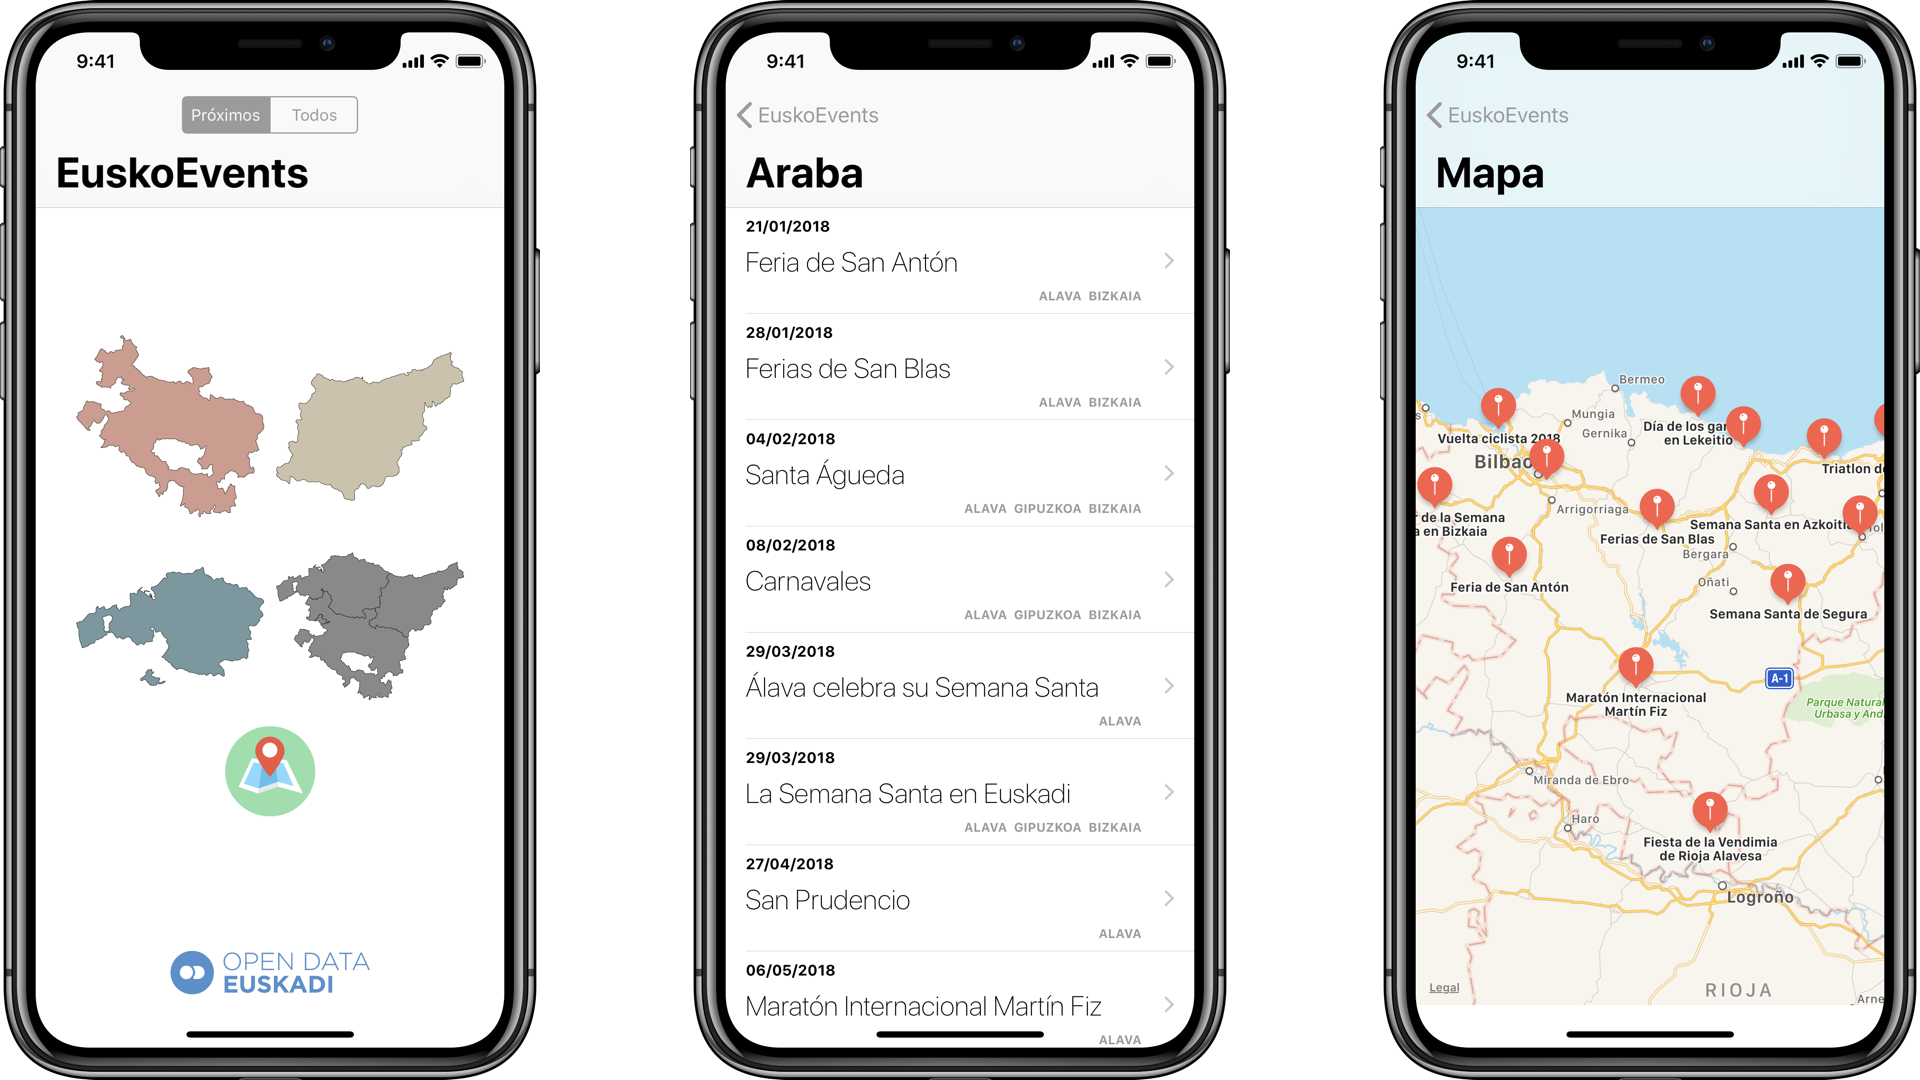 9:41
Próximos Todos
EuskoEvents
OPEN DATA
EUSKADI
9:41
EuskoEvents
Araba
21/01/2018
Feria de San Antón
ALAVA BIZKAIA
28/01/2018
Ferias de San Blas
ALAVA BIZKAIA
04/02/2018
Santa Águeda
ALAVA GIPUZKOA BIZKAIA
08/02/2018
Carnavales
ALAVA GIPUZKOA BIZKAIA
29/03/2018
Álava celebra su Semana Santa
ALAVA
29/03/2018
La Semana Santa en Euskadi
ALAVA GIPUZKOA BIZKAIA
27/04/2018
San Prudencio
ALAVA
06/05/2018
Maratón Internacional Martín Fiz
ALAVA
9:41
EuskoEvents
Mapa
Bermeo
Mungia
Gernika
Día de los gan
en Lekeitio
Vuelta ciclista 2018
Bilbao
Triatlon de
r de la Semana
a en Bizkaia
Arrigorriaga
Semana Santa en Azkoiti
Ferias de San Blas
Bergara
Feria de San Antón
Oñati
Semana Santa de Segura
A-1
Maratón Internacional
Martín Fiz
Parque Natural
Urbasa y And
Miranda de Ebro
Haro
Fiesta de la Vendimia
de Rioja Alavesa
Logroño
Legal
RIOJA
Arne